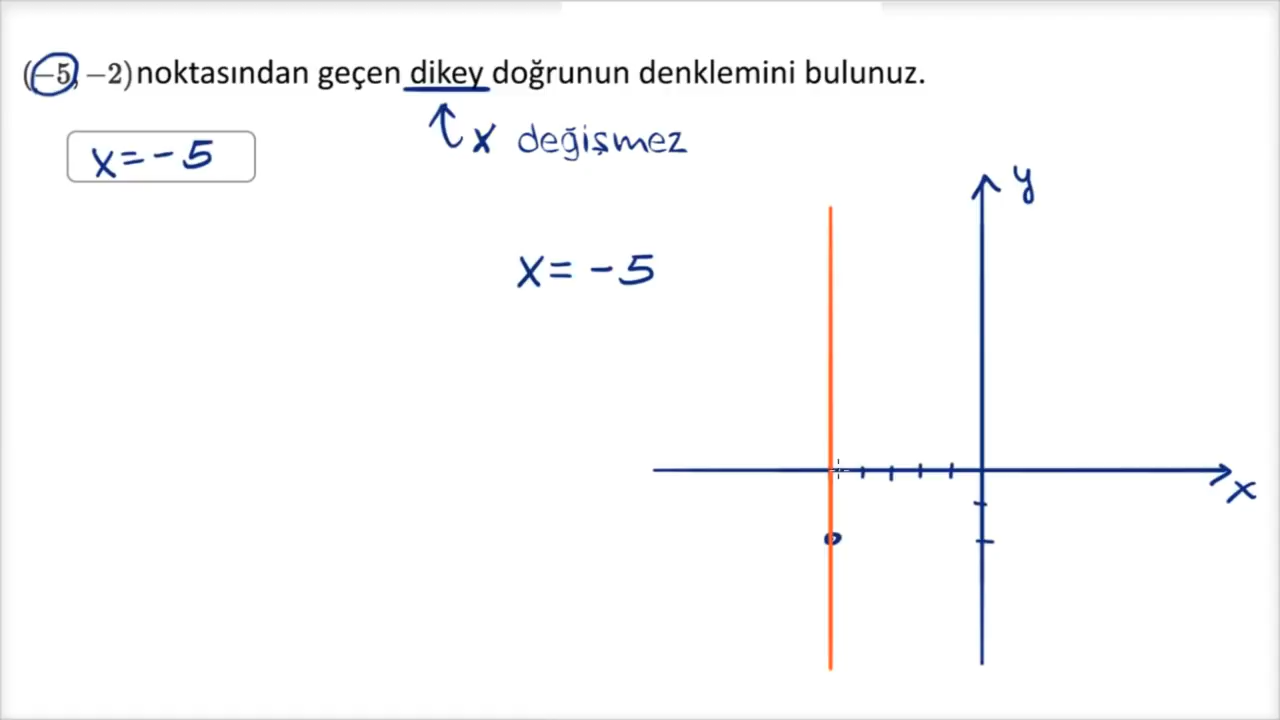 (−5, −2) noktasından geçen dikey doğrunun denklemini bulunuz.
x değişmez
x = −5
x = −5
y
x